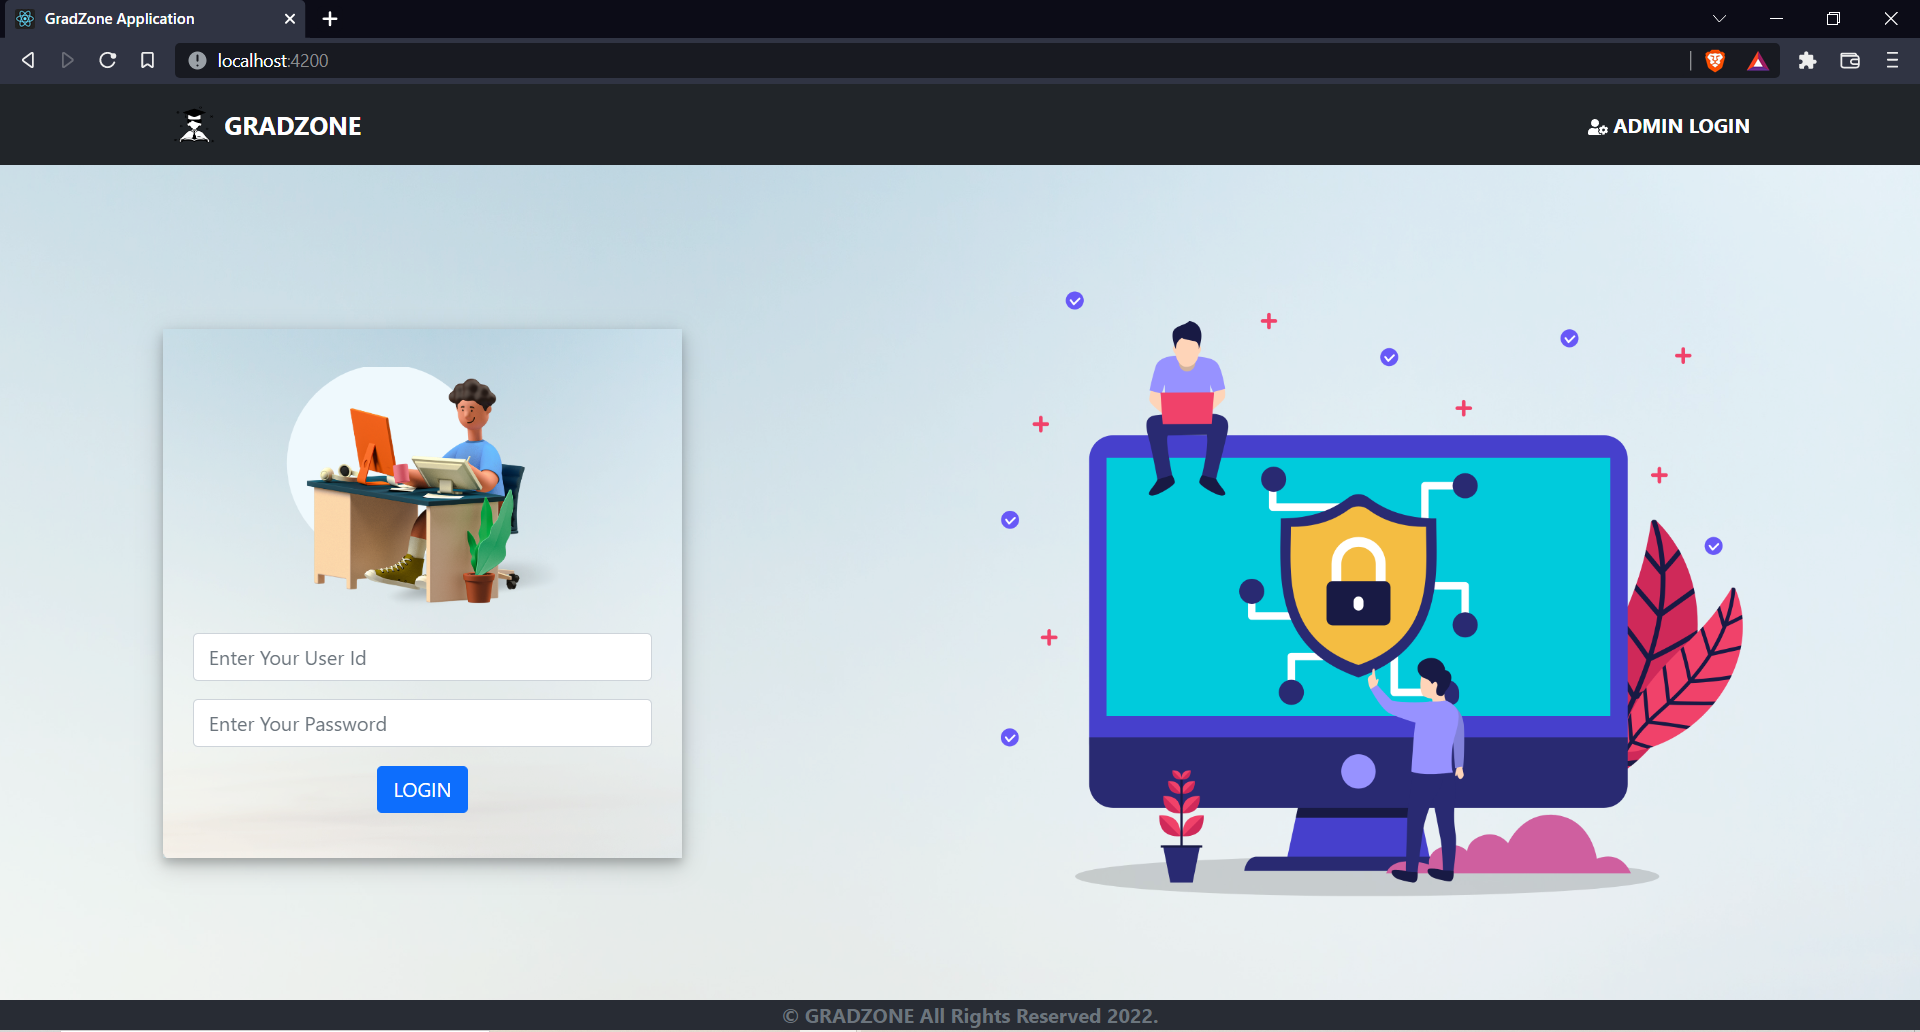 GradZone Application
localhost:4200
GRADZONE
ADMIN LOGIN
Enter Your User Id
Enter Your Password
LOGIN
© GRADZONE All Rights Reserved 2022.